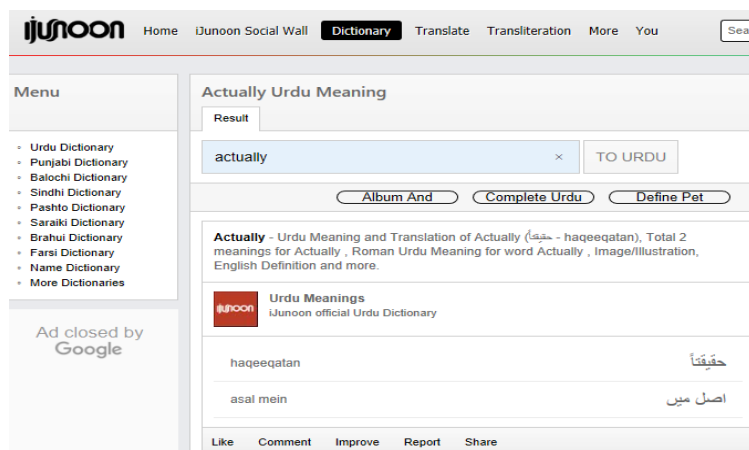 ijunoon Home iJunoon Social Wall Dictionary Translate Transliteration More You Sea
Menu
Urdu Dictionary
Punjabi Dictionary
Balochi Dictionary
Sindhi Dictionary
Pashto Dictionary
Saraiki Dictionary
Brahui Dictionary
Farsi Dictionary
Name Dictionary
More Dictionaries
Ad closed by
Google
Actually Urdu Meaning
Result
actually × TO URDU
Album And Complete Urdu Define Pet
Actually - Urdu Meaning and Translation of Actually (حقیقتاً - haqeeqatan), Total 2
meanings for Actually , Roman Urdu Meaning for word Actually , Image/Illustration,
English Definition and more.
ijunoon
Urdu Meanings
iJunoon official Urdu Dictionary
haqeeqatan حقیقتاً
asal mein اصل میں
Like Comment Improve Report Share